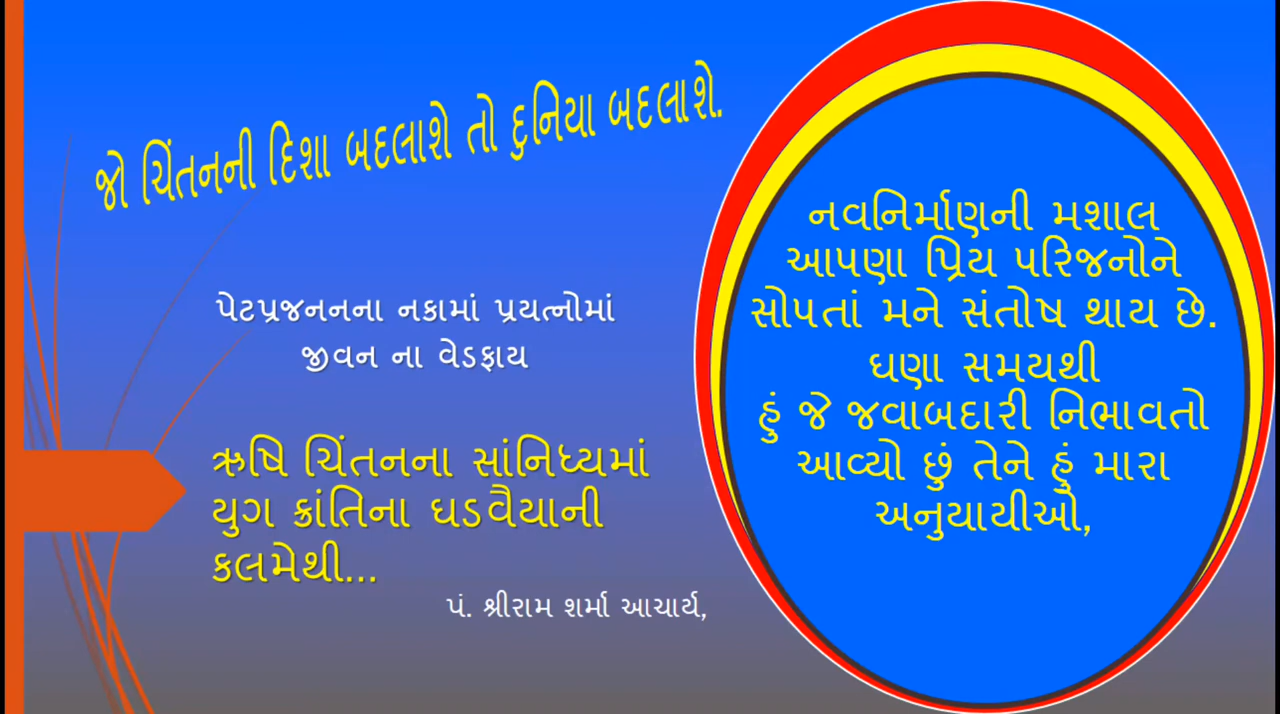 જો ચિંતનની દિશા બદલાશે તો દુનિયા બદલાશે.
પેટપ્રજનનના નકામાં પ્રયત્નોમાં
જીવન ના વેડફાય
ઋષિ ચિંતનના સાંનિધ્યમાં
યુગ ક્રાંતિના ઘડવૈયાની
કલમેથી...
પં. શ્રીરામ શર્મા આચાર્ય,
નવનિર્માણની મશાલ
આપણા પ્રિય પરિજનોને
સોપતાં મને સંતોષ થાય છે.
ઘણા સમયથી
હું જે જવાબદારી નિભાવતો
આવ્યો છું તેને હું મારા
અનુયાયીઓ,